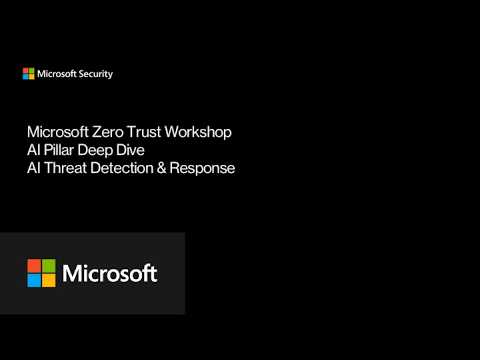 Microsoft Security
Microsoft Zero Trust Workshop
AI Pillar Deep Dive
AI Threat Detection & Response
Microsoft